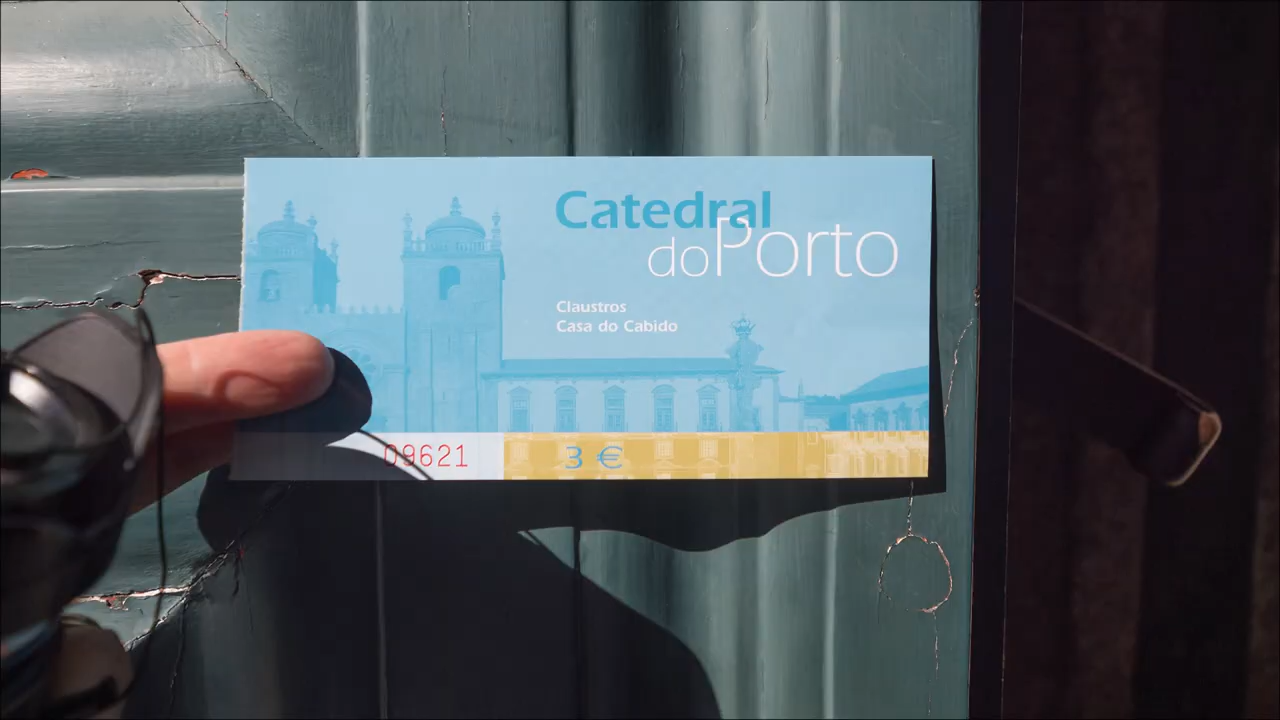 Catedral
do Porto
Claustros
Casa do Cabido
09621
3 €